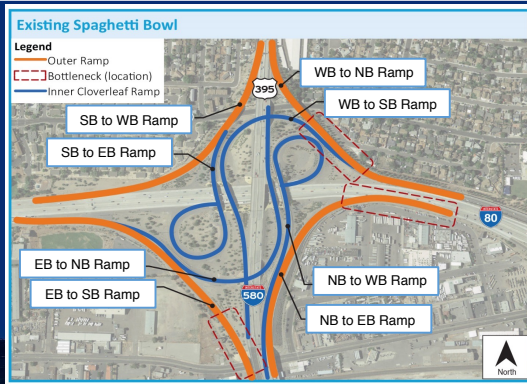 Existing Spaghetti Bowl
Legend
Outer Ramp
Bottleneck (location)
Inner Cloverleaf Ramp
395
WB to NB Ramp
WB to SB Ramp
SB to WB Ramp
SB to EB Ramp
80
EB to NB Ramp
EB to SB Ramp
580
NB to WB Ramp
NB to EB Ramp
North